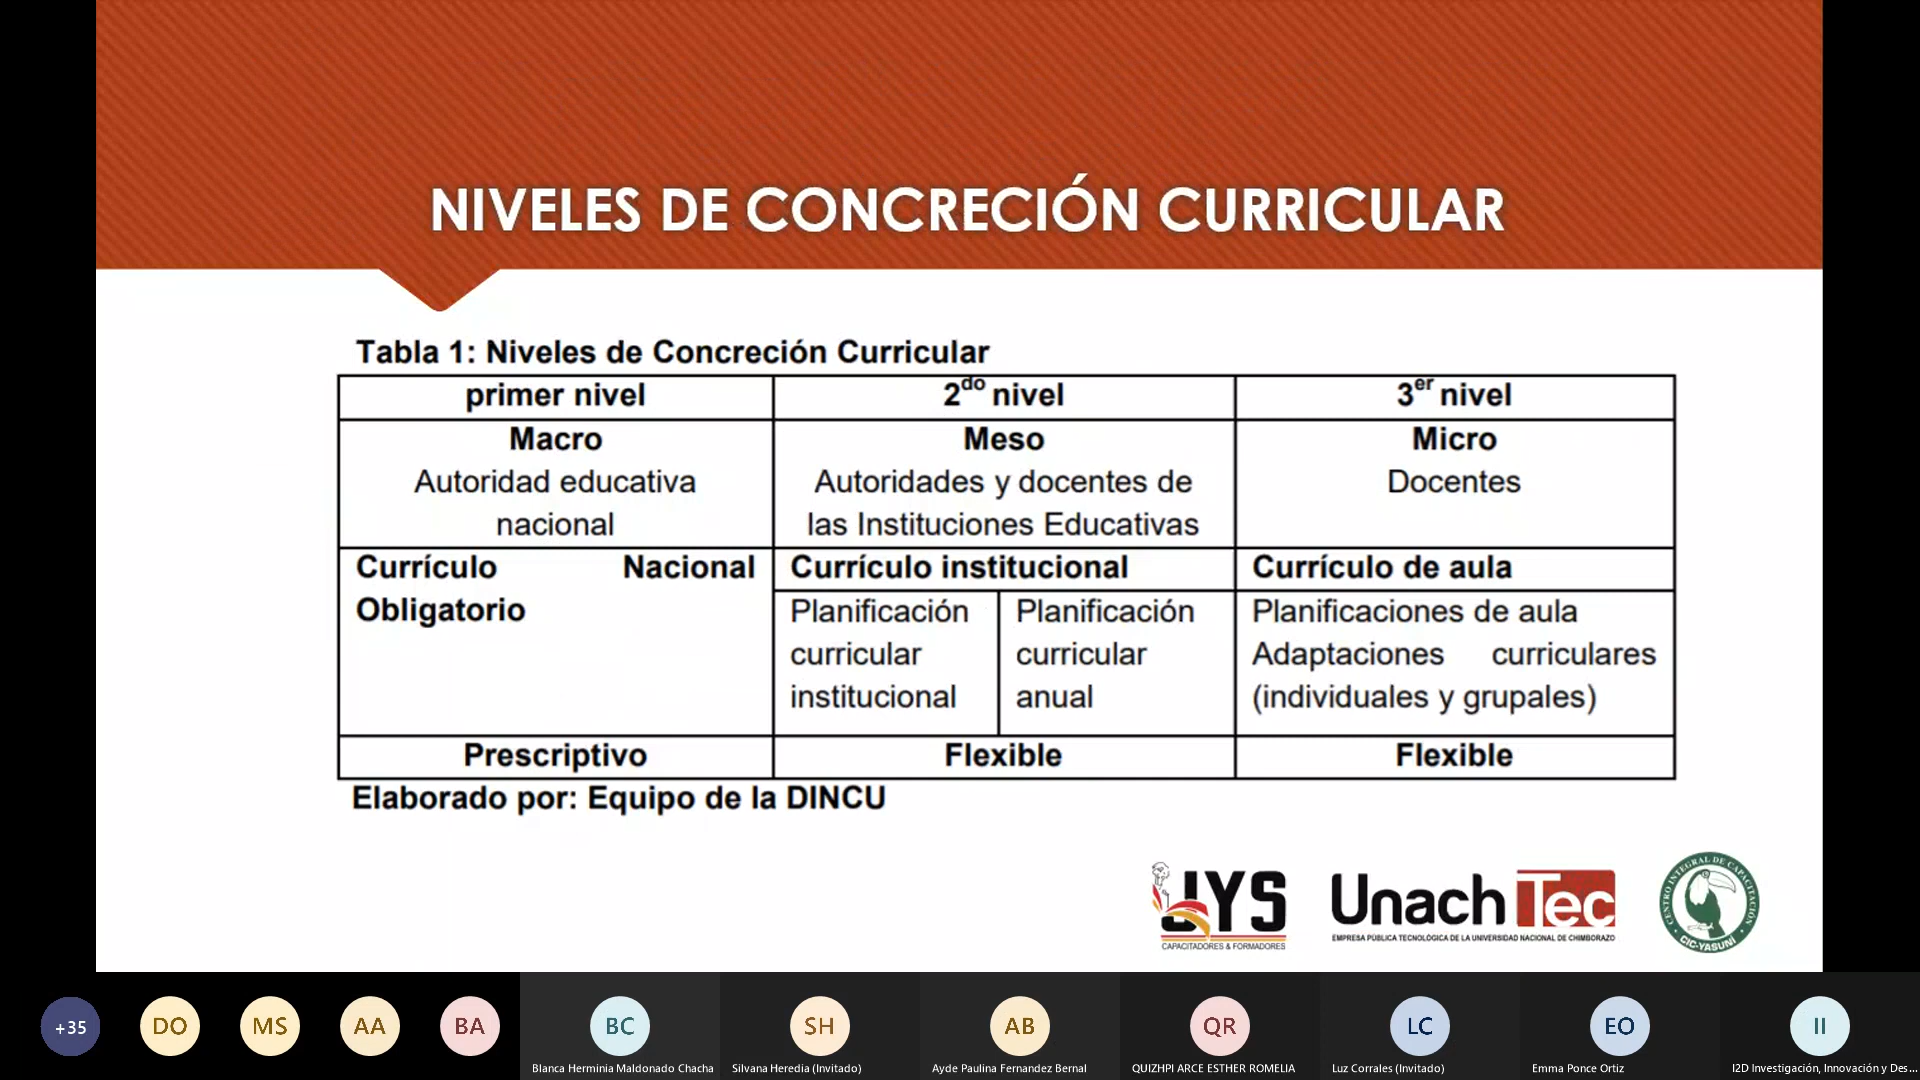 NIVELES DE CONCRECIÓN CURRICULAR
Tabla 1: Niveles de Concreción Curricular
primer nivel
2do nivel
3er nivel
Macro
Autoridad educativa
nacional
Meso
Autoridades y docentes de
las Instituciones Educativas
Micro
Docentes
Currículo Nacional
Obligatorio
Currículo institucional
Planificación
curricular
institucional
Planificación
curricular
anual
Currículo de aula
Planificaciones de aula
Adaptaciones curriculares
(individuales y grupales)
Prescriptivo
Flexible
Flexible
Elaborado por: Equipo de la DINCU
JYS
CAPACITADORES & FORMADORES
UnachTec
EMPRESA PÚBLICA TECNOLÓGICA DE LA UNIVERSIDAD NACIONAL DE CHIMBORAZO
CENTRO INTEGRAL DE CAPACITACIÓN
CIC-YASUNÍ
+35
DO
MS
AA
BA
BC
Blanca Herminia Maldonado Chacha
SH
Silvana Heredia (Invitado)
AB
Ayde Paulina Fernandez Bernal
QR
QUIZHPI ARCE ESTHER ROMELIA
LC
Luz Corrales (Invitado)
EO
Emma Ponce Ortiz
II
I2D Investigación, Innovación y Des...